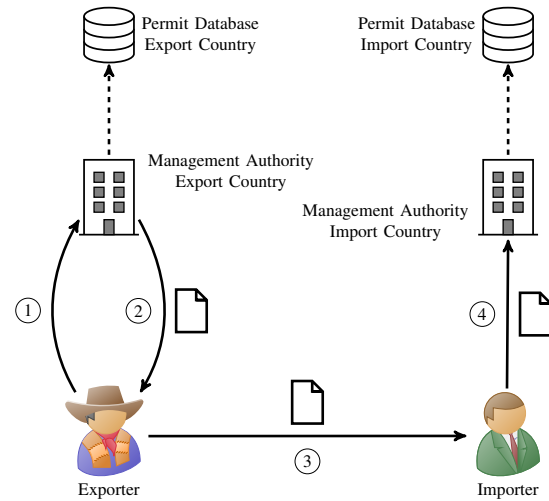 Permit Database
Export Country
Permit Database
Import Country
Management Authority
Export Country
Management Authority
Import Country
1
2
4
3
Exporter
Importer